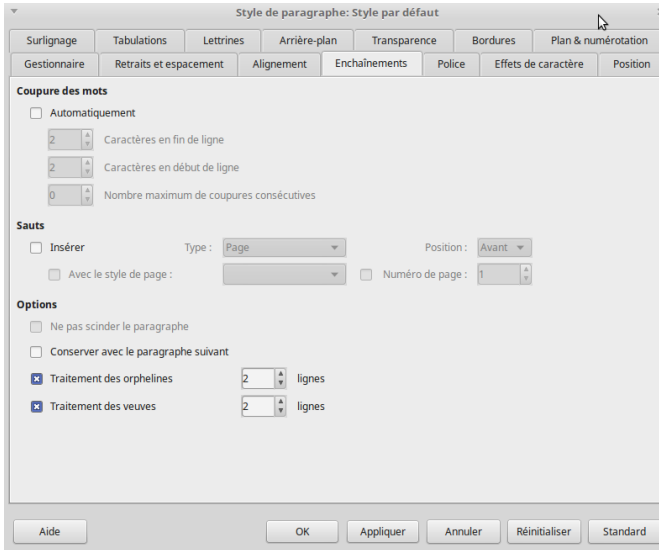 Style de paragraphe: Style par défaut
Surlignage Tabulations Lettrines Arrière-plan Transparence Bordures Plan & numérotation
Gestionnaire Retraits et espacement Alignement Enchaînements Police Effets de caractère Position
Coupure des mots
Automatiquement
2 Caractères en fin de ligne
2 Caractères en début de ligne
0 Nombre maximum de coupures consécutives
Sauts
Insérer Type : Page Position : Avant
Avec le style de page : Numéro de page : 1
Options
Ne pas scinder le paragraphe
Conserver avec le paragraphe suivant
Traitement des orphelines 2 lignes
Traitement des veuves 2 lignes
Aide OK Appliquer Annuler Réinitialiser Standard